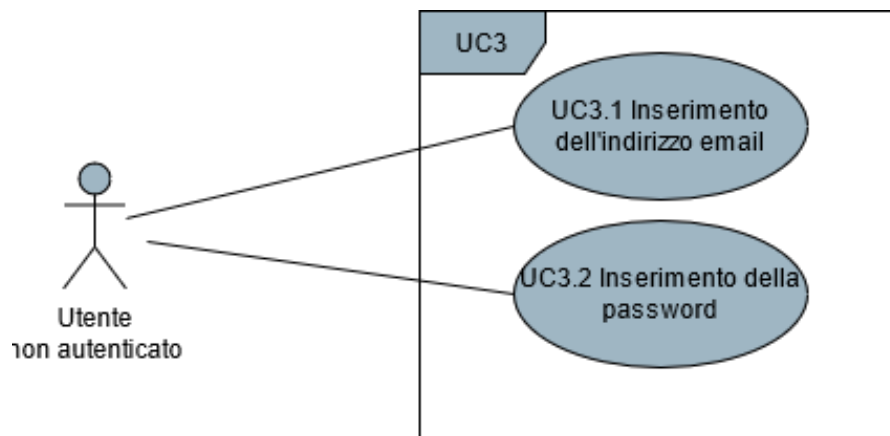 UC3
UC3.1 Inserimento
dell'indirizzo email
UC3.2 Inserimento della
password
Utente
non autenticato